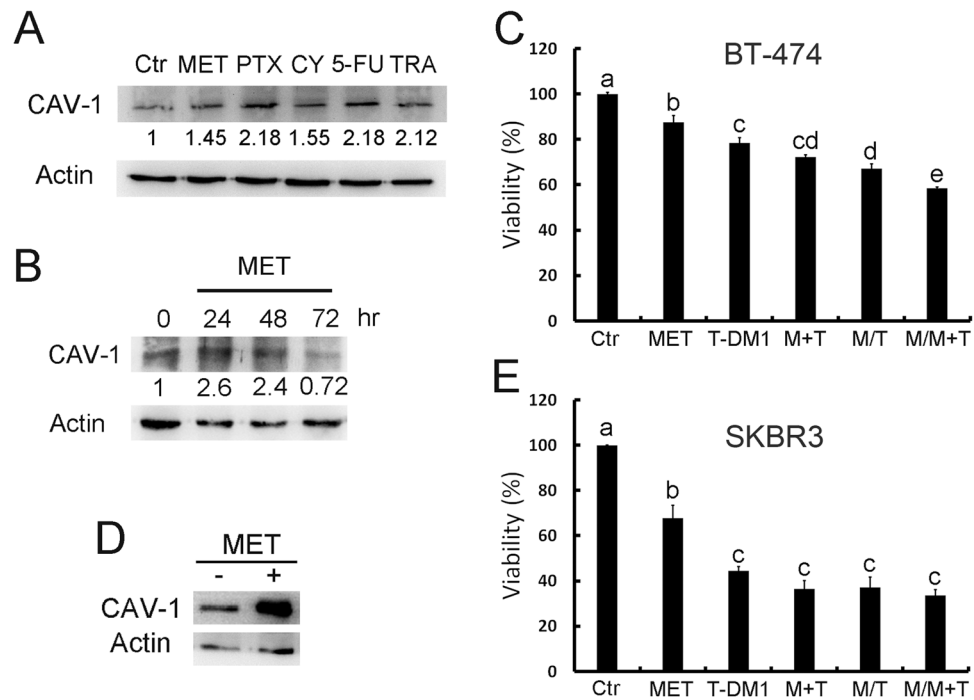 A
Ctr MET PTX CY 5-FU TRA
CAV-1
1 1.45 2.18 1.55 2.18 2.12
Actin
B
MET
0 24 48 72 hr
CAV-1
1 2.6 2.4 0.72
Actin
D
MET
- +
CAV-1
Actin
C
BT-474
Viability (%)
120
100
80
60
40
20
0
a b c cd d e
Ctr MET T-DM1 M+T M/T M/M+T
E
SKBR3
Viability (%)
120
100
80
60
40
20
0
a b c c c c
Ctr MET T-DM1 M+T M/T M/M+T